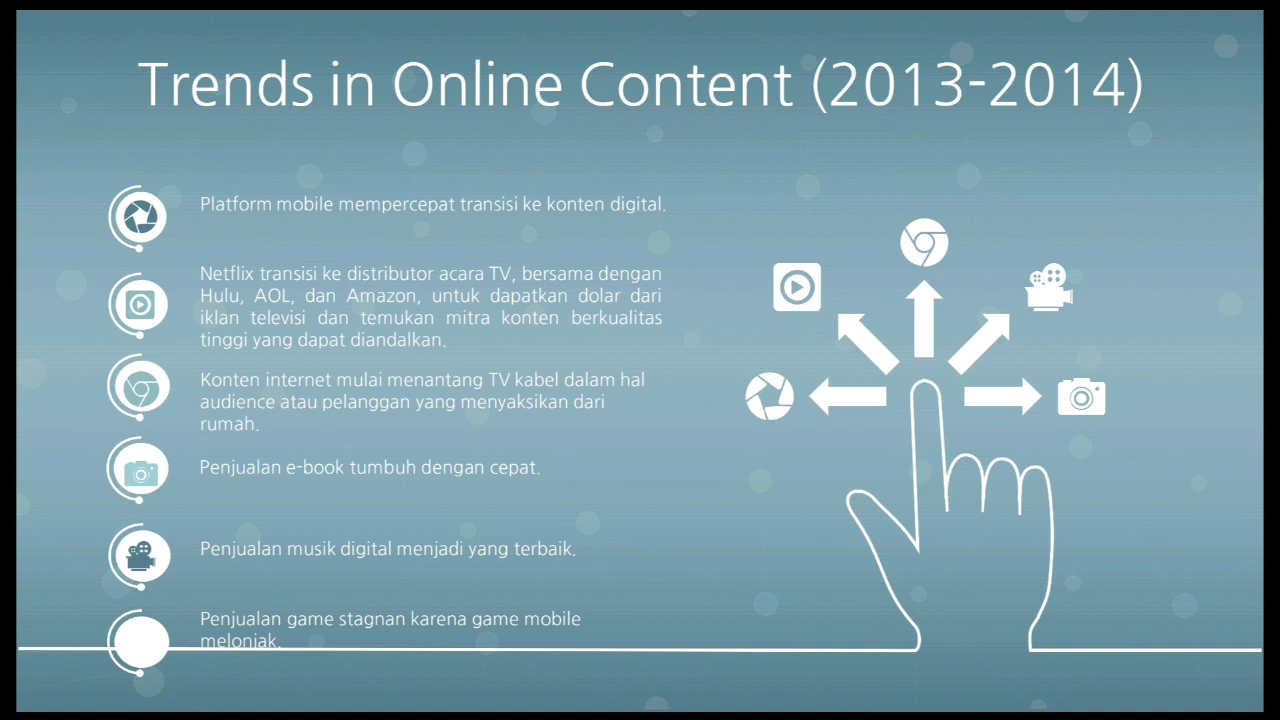 Trends in Online Content (2013-2014)
Platform mobile mempercepat transisi ke konten digital.
Netflix transisi ke distributor acara TV, bersama dengan
Hulu, AOL, dan Amazon, untuk dapatkan dolar dari
iklan televisi dan temukan mitra konten berkualitas
tinggi yang dapat diandalkan.
Konten internet mulai menantang TV kabel dalam hal
audience atau pelanggan yang menyaksikan dari
rumah.
Penjualan e-book tumbuh dengan cepat.
Penjualan musik digital menjadi yang terbaik.
Penjualan game stagnan karena game mobile
melonjak.